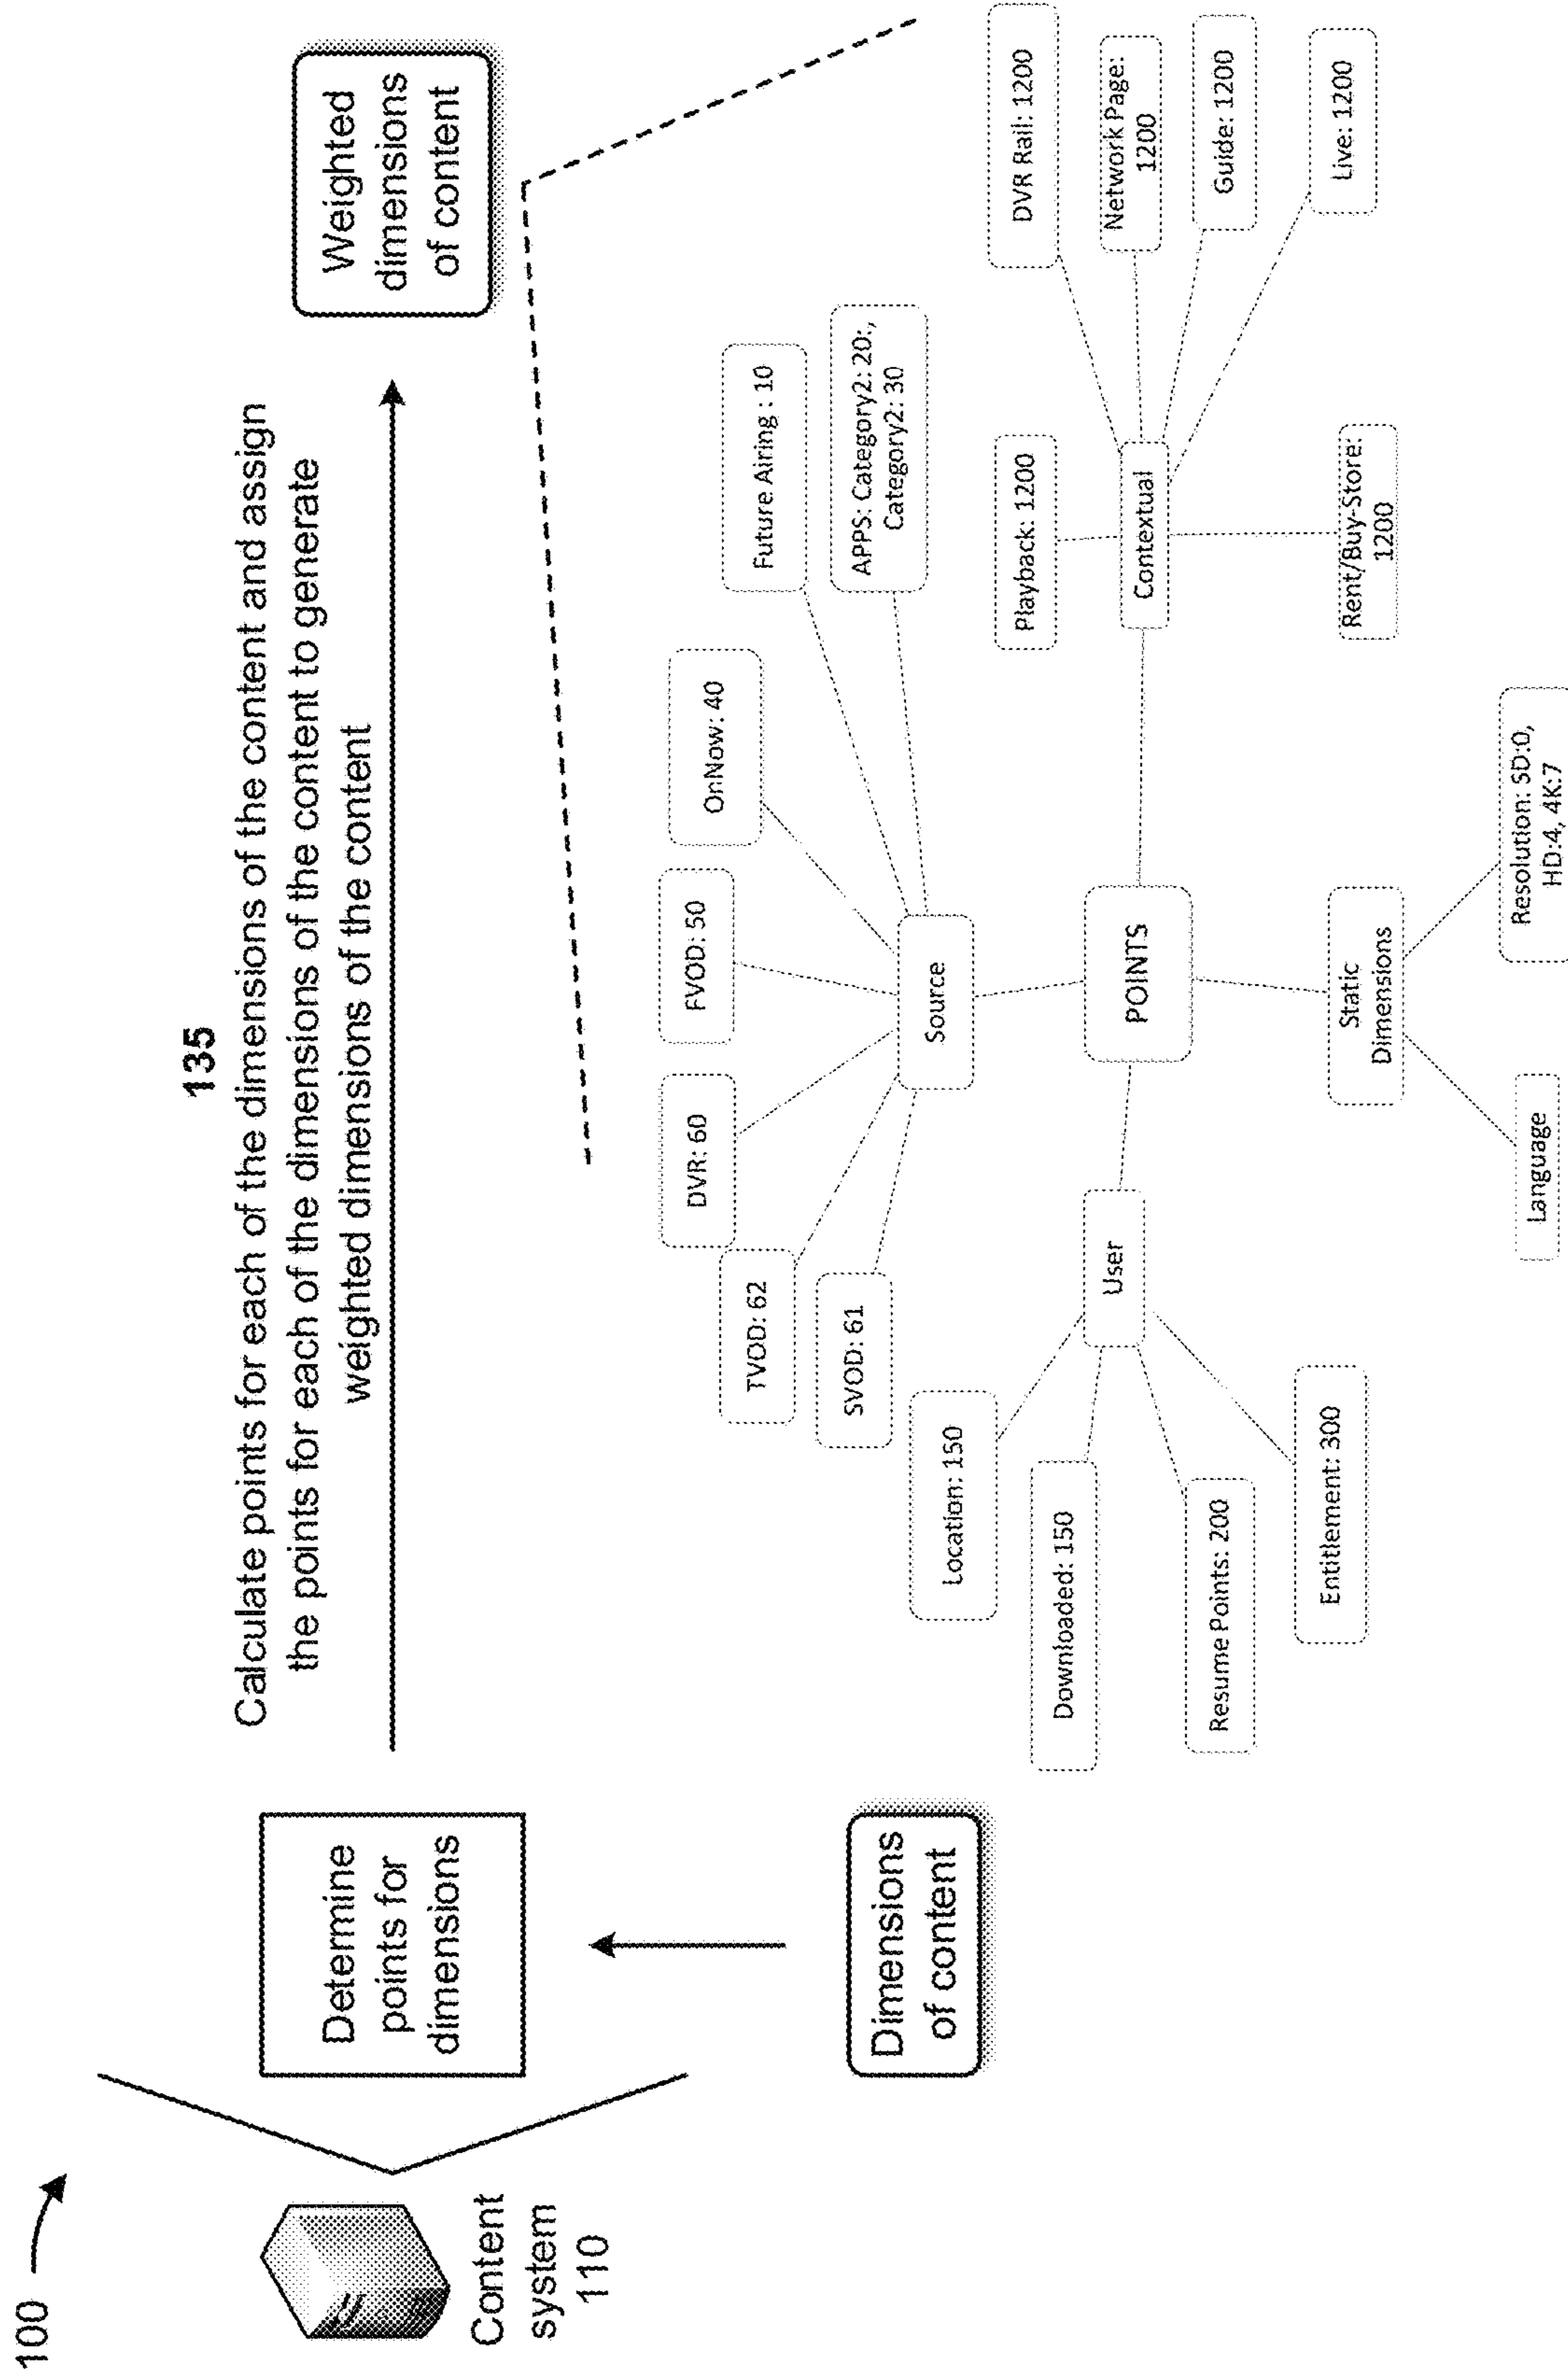 100
Content
system
110
Determine
points for
dimensions
Dimensions
of content
135
Calculate points for each of the dimensions of the content and assign
the points for each of the dimensions of the content to generate
weighted dimensions of the content
Weighted
dimensions
of content
POINTS
Source
SVOD: 61
TVOD: 62
DVR: 60
FVOD: 50
OnNow: 40
Future Airing : 10
APPS: Category2: 20:,
Category2: 30
User
Location: 150
Downloaded: 150
Resume Points: 200
Entitlement: 300
Static
Dimensions
Language
Resolution: SD:0,
HD:4, 4K:7
Contextual
Playback: 1200
DVR Rail: 1200
Network Page:
1200
Guide: 1200
Live: 1200
Rent/Buy-Store:
1200